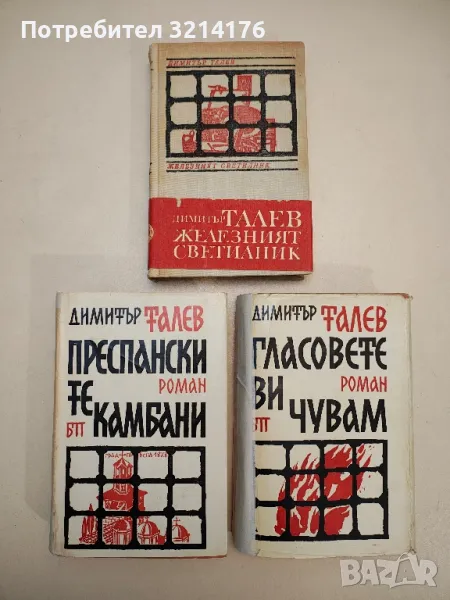 Потребител 3214176
ДИМИТЪР ТАЛЕВ
ЖЕЛЕЗНИЯТ СВЕТИЛНИК
ДИМИТЪР ТАЛЕВ
ЖЕЛЕЗНИЯТ
СВЕТИЛНИК
ДИМИТЪР ТАЛЕВ
ПРЕСПАНСКИ
ТЕ РОМАН
БП КАМБАНИ
ДИМИТЪР ТАЛЕВ
ГЛАСОВЕТЕ
ВИ РОМАН
БП ЧУВАМ
BAZAR